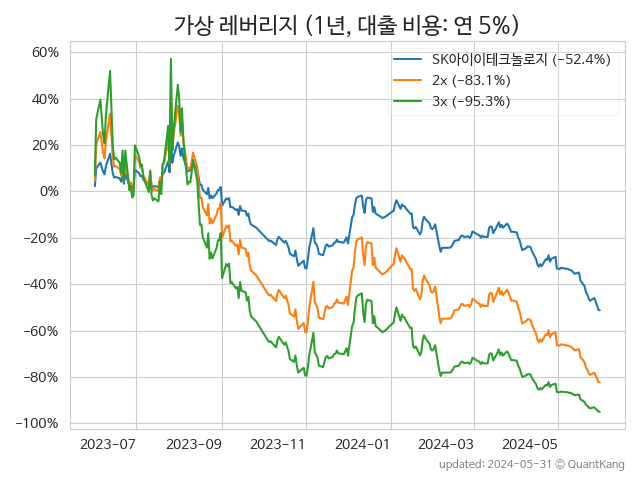 가상 레버리지 (1년, 대출 비용: 연 5%)
SK아이이테크놀로지 (−52.4%)
2x (−83.1%)
3x (−95.3%)
60%
40%
20%
0%
−20%
−40%
−60%
−80%
−100%
2023-07 2023-09 2023-11 2024-01 2024-03 2024-05
updated: 2024-05-31 © QuantKang